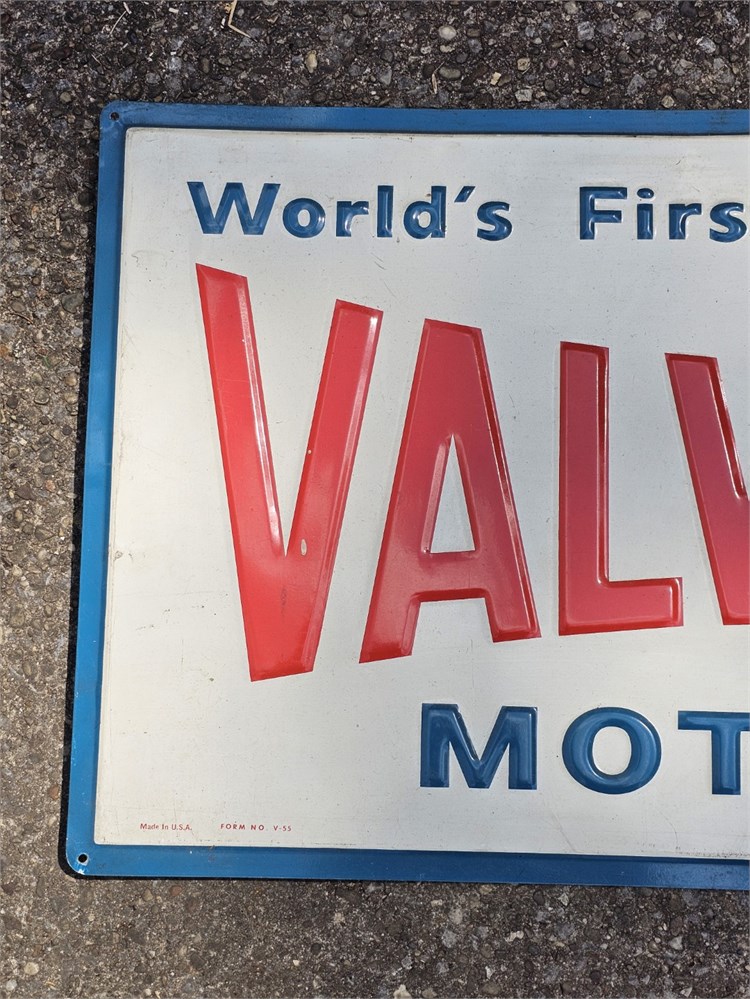 World's Firs
VALV
MOT
Made In U.S.A. FORM NO. V-55